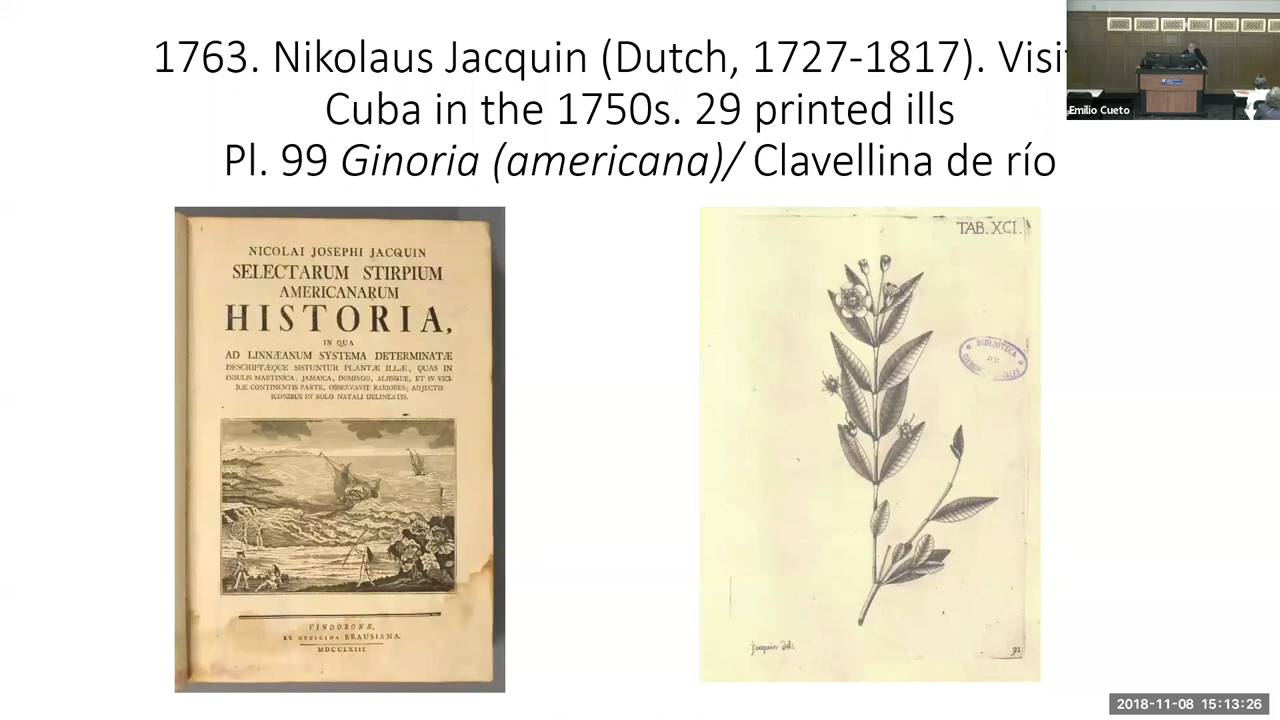 1763. Nikolaus Jacquin (Dutch, 1727-1817). Visit
Cuba in the 1750s. 29 printed ills
Pl. 99 Ginoria (americana)/ Clavellina de río
Emilio Cueto
NICOLAI JOSEPHI JACQUIN
SELECTARUM STIRPIUM
AMERICANARUM
HISTORIA,
IN QUA
AD LINNÆANUM SYSTEMA DETERMINATÆ
DESCRIPTÆQUE SISTUNTUR PLANTÆ ILLÆ, QUAS IN
INSULIS MARTINICA, JAMAICA, DOMINGO, ALIISQUE, ET IN VICI-
NÆ CONTINENTIS PARTE, OBSERVAVIT RARIORES; ADJECTIS
ICONIBUS IN SOLO NATALI DELINEATIS.
VINDOBONÆ,
EX OFFICINA KRAUSIANA.
MDCCLXIII.
TAB. XCI.
BIBLIOTECA
jacquin del.
91
2018-11-08 15:13:26